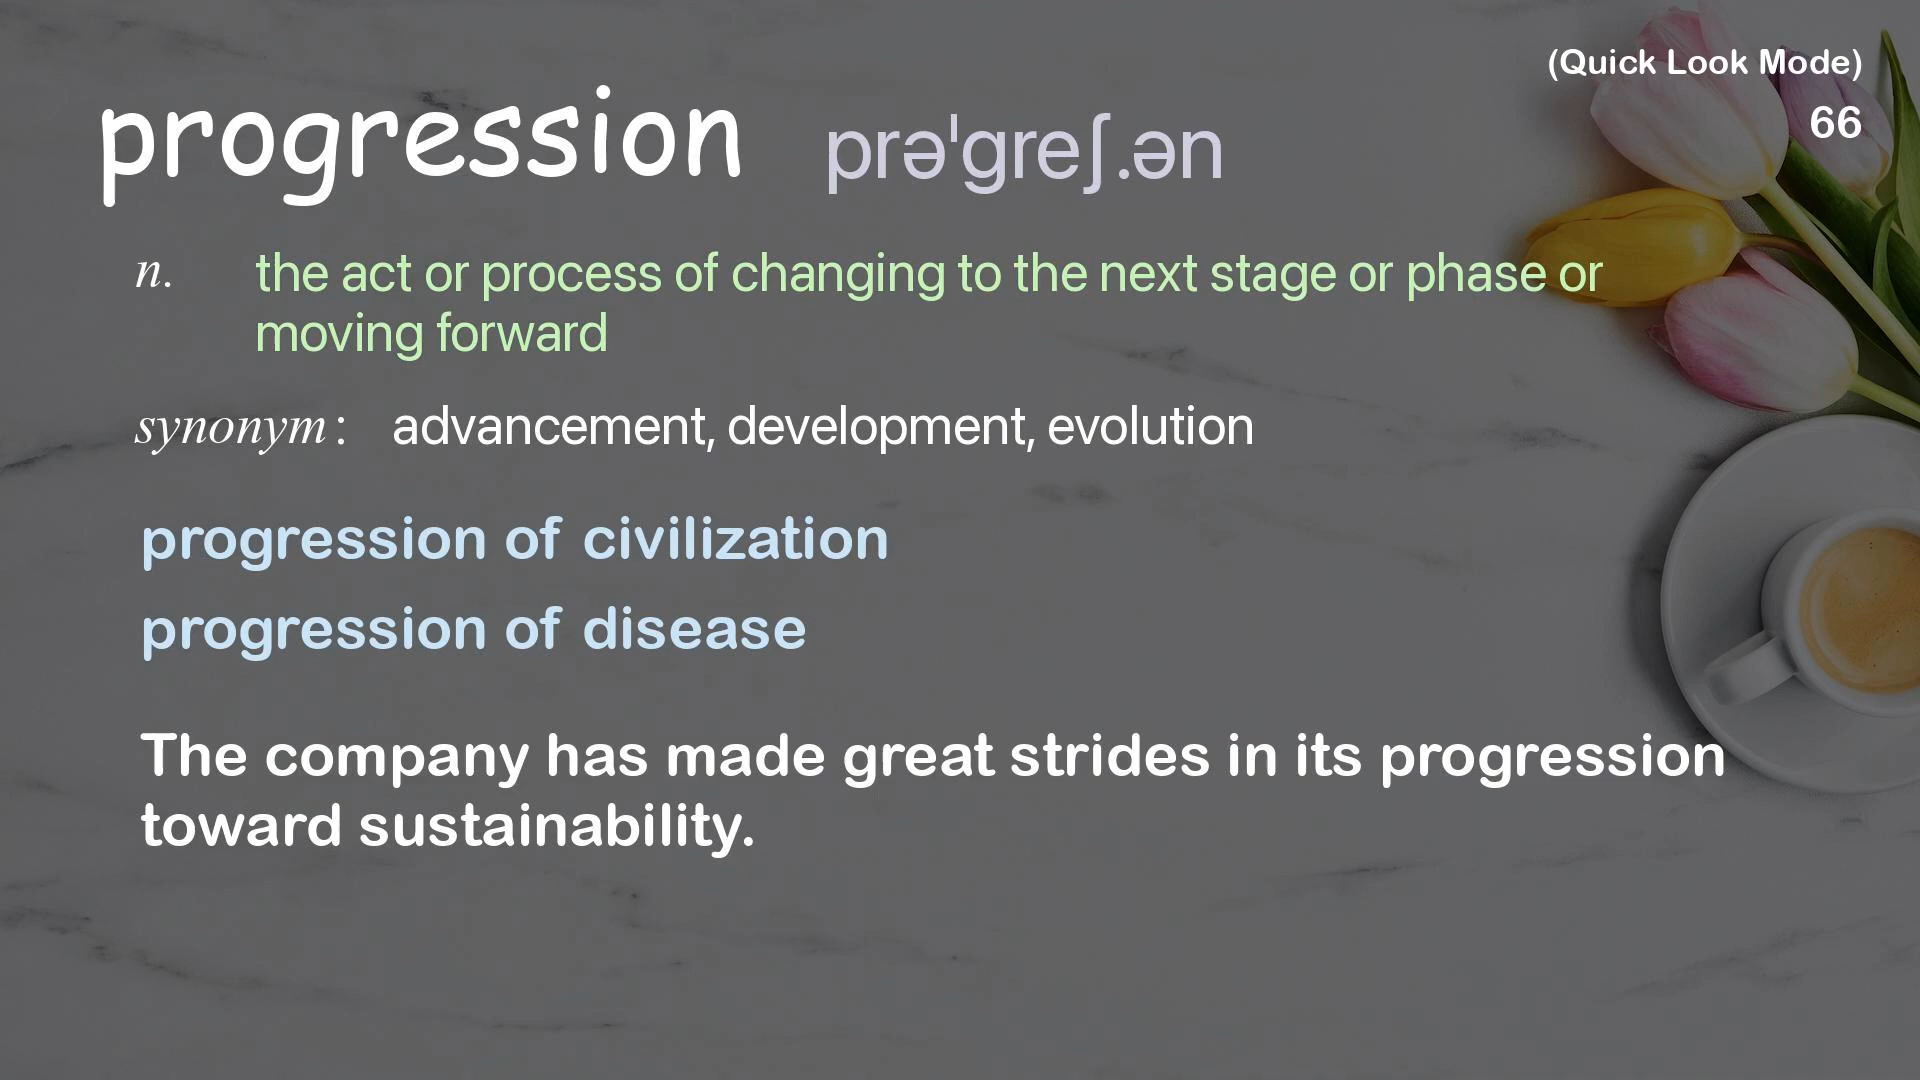 (Quick Look Mode)
66
progression prəˈɡreʃ.ən
n. the act or process of changing to the next stage or phase or
moving forward
synonym: advancement, development, evolution
progression of civilization
progression of disease
The company has made great strides in its progression
toward sustainability.